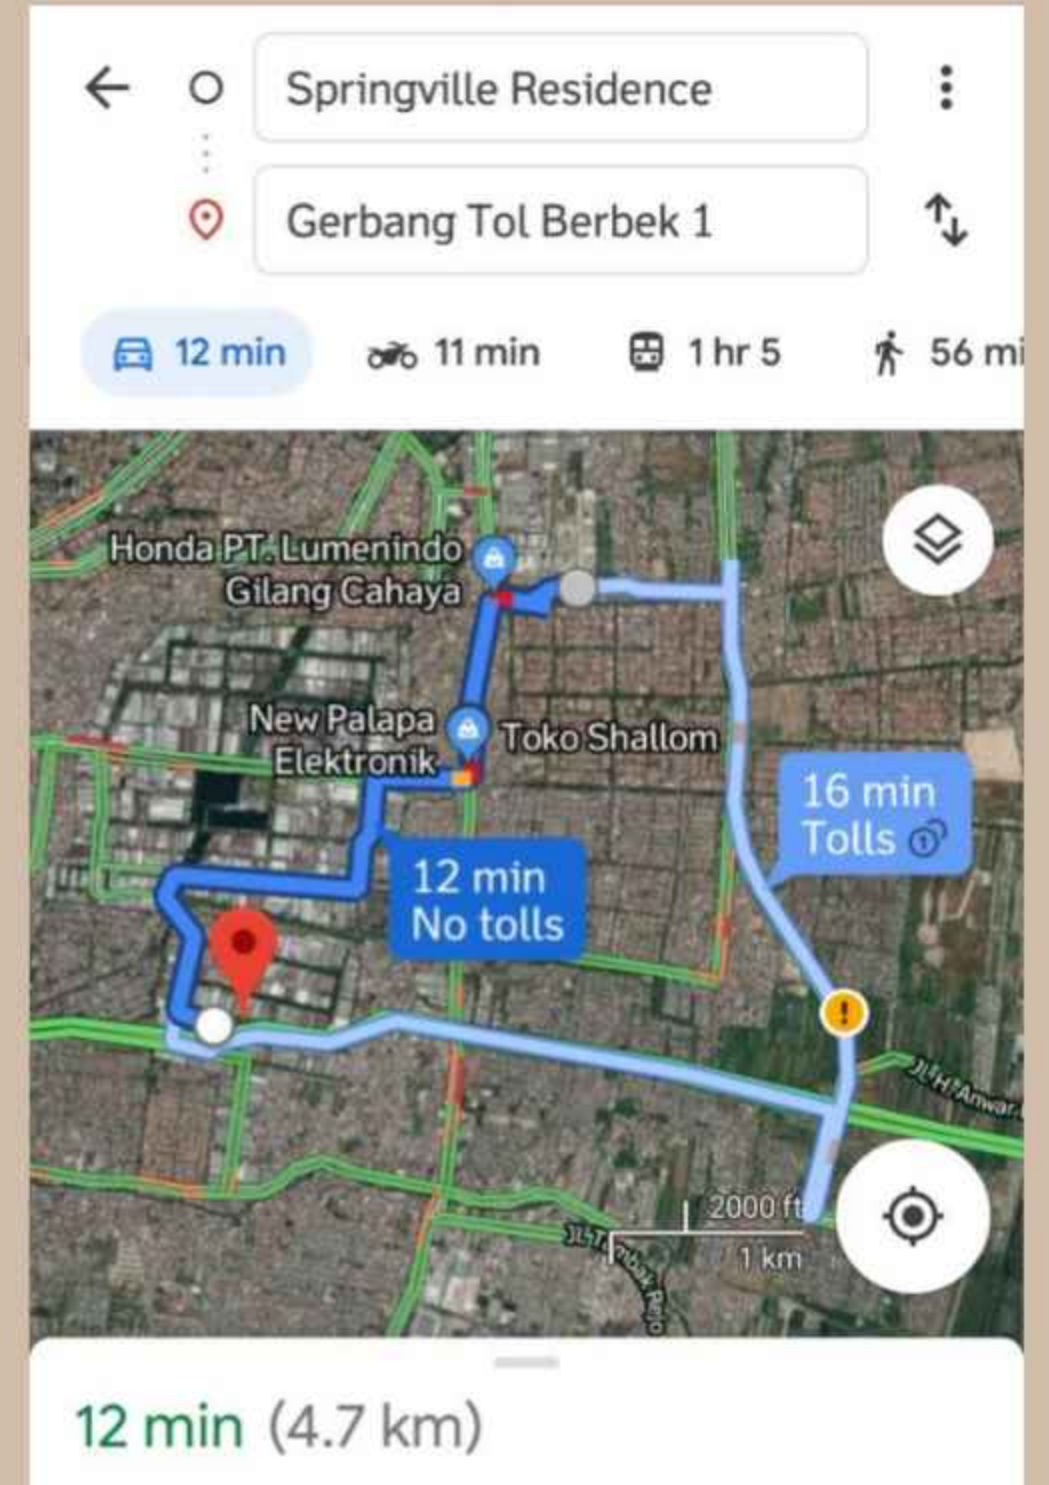 Springville Residence
Gerbang Tol Berbek 1
12 min
11 min
1 hr 5
56 mi
Honda PT. Lumenindo
Gilang Cahaya
New Palapa
Elektronik
Toko Shallom
16 min
Tolls
12 min
No tolls
JL H. Anwar
2000 ft
1 km
12 min (4.7 km)